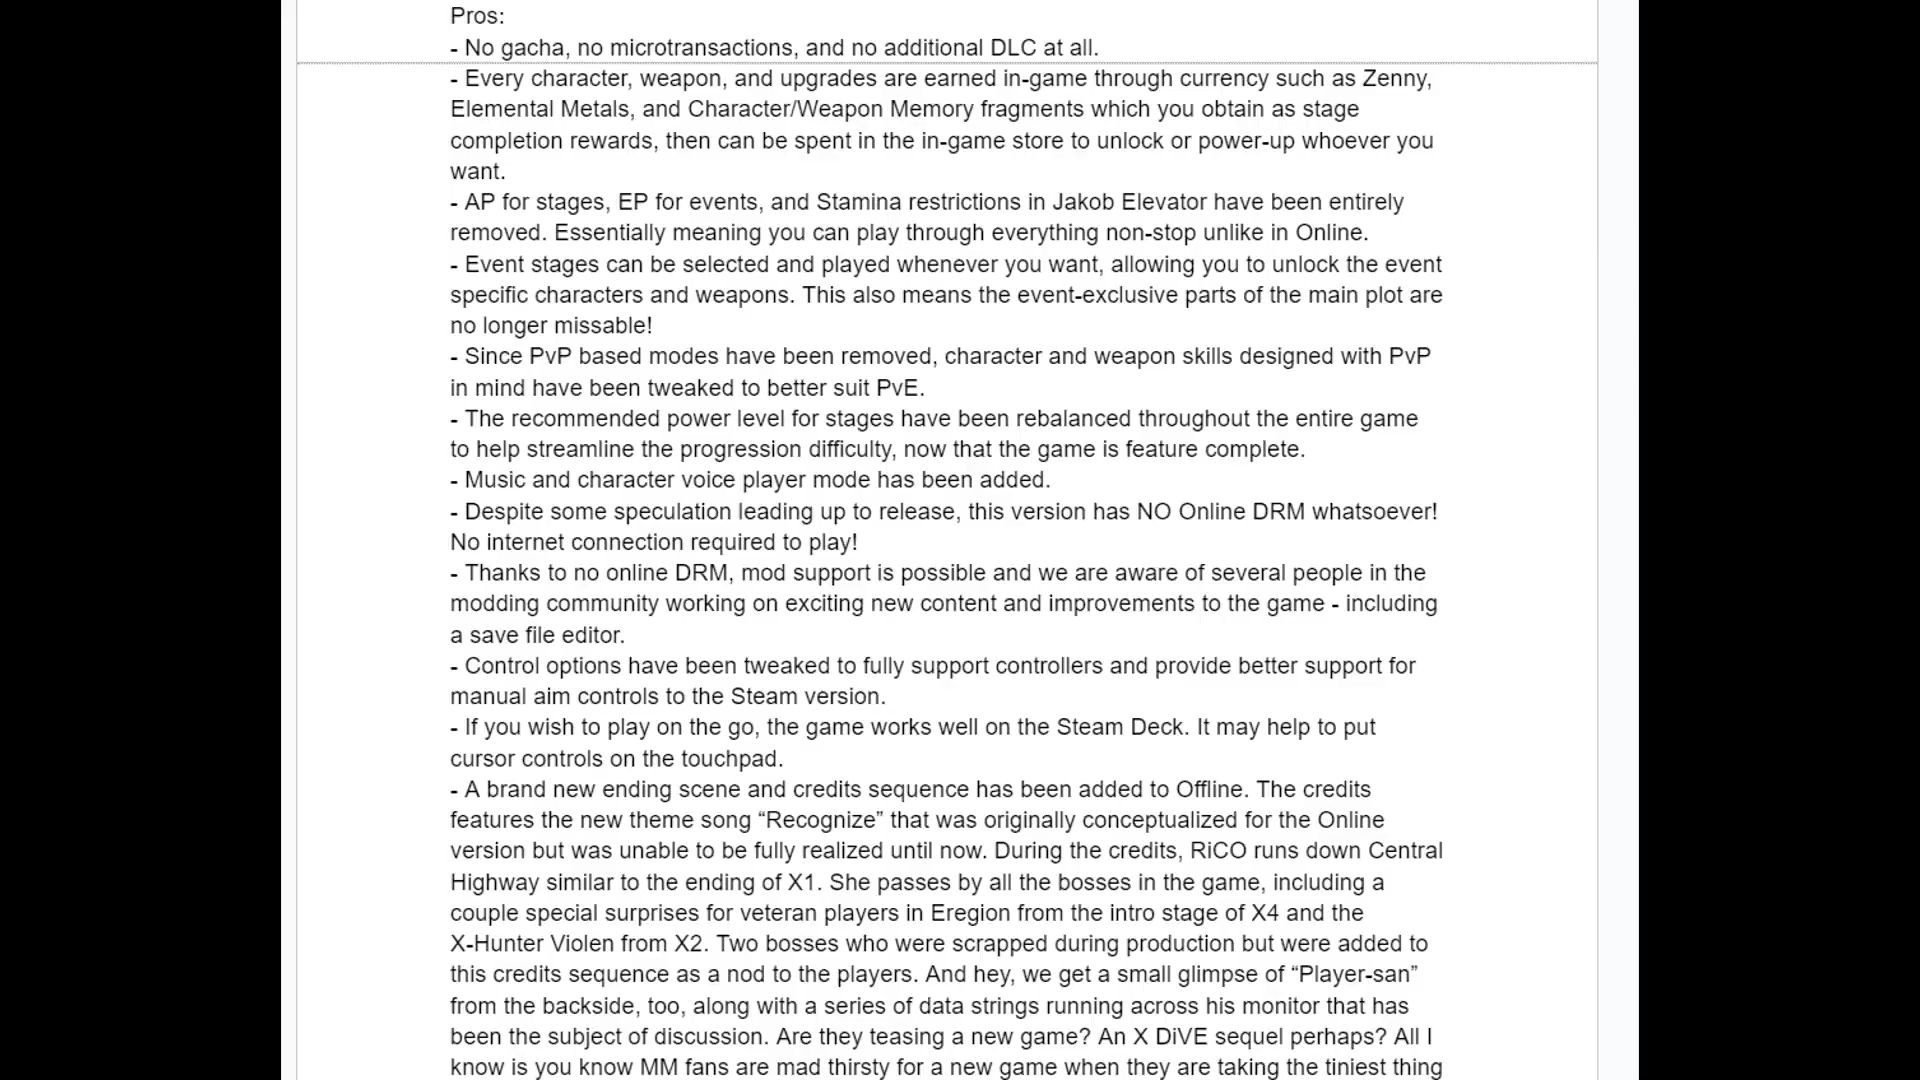 Pros:
- No gacha, no microtransactions, and no additional DLC at all.
- Every character, weapon, and upgrades are earned in-game through currency such as Zenny,
Elemental Metals, and Character/Weapon Memory fragments which you obtain as stage
completion rewards, then can be spent in the in-game store to unlock or power-up whoever you
want.
- AP for stages, EP for events, and Stamina restrictions in Jakob Elevator have been entirely
removed. Essentially meaning you can play through everything non-stop unlike in Online.
- Event stages can be selected and played whenever you want, allowing you to unlock the event
specific characters and weapons. This also means the event-exclusive parts of the main plot are
no longer missable!
- Since PvP based modes have been removed, character and weapon skills designed with PvP
in mind have been tweaked to better suit PvE.
- The recommended power level for stages have been rebalanced throughout the entire game
to help streamline the progression difficulty, now that the game is feature complete.
- Music and character voice player mode has been added.
- Despite some speculation leading up to release, this version has NO Online DRM whatsoever!
No internet connection required to play!
- Thanks to no online DRM, mod support is possible and we are aware of several people in the
modding community working on exciting new content and improvements to the game - including
a save file editor.
- Control options have been tweaked to fully support controllers and provide better support for
manual aim controls to the Steam version.
- If you wish to play on the go, the game works well on the Steam Deck. It may help to put
cursor controls on the touchpad.
- A brand new ending scene and credits sequence has been added to Offline. The credits
features the new theme song “Recognize” that was originally conceptualized for the Online
version but was unable to be fully realized until now. During the credits, RiCO runs down Central
Highway similar to the ending of X1. She passes by all the bosses in the game, including a
couple special surprises for veteran players in Eregion from the intro stage of X4 and the
X-Hunter Violen from X2. Two bosses who were scrapped during production but were added to
this credits sequence as a nod to the players. And hey, we get a small glimpse of “Player-san”
from the backside, too, along with a series of data strings running across his monitor that has
been the subject of discussion. Are they teasing a new game? An X DiVE sequel perhaps? All I
know is you know MM fans are mad thirsty for a new game when they are taking the tiniest thing